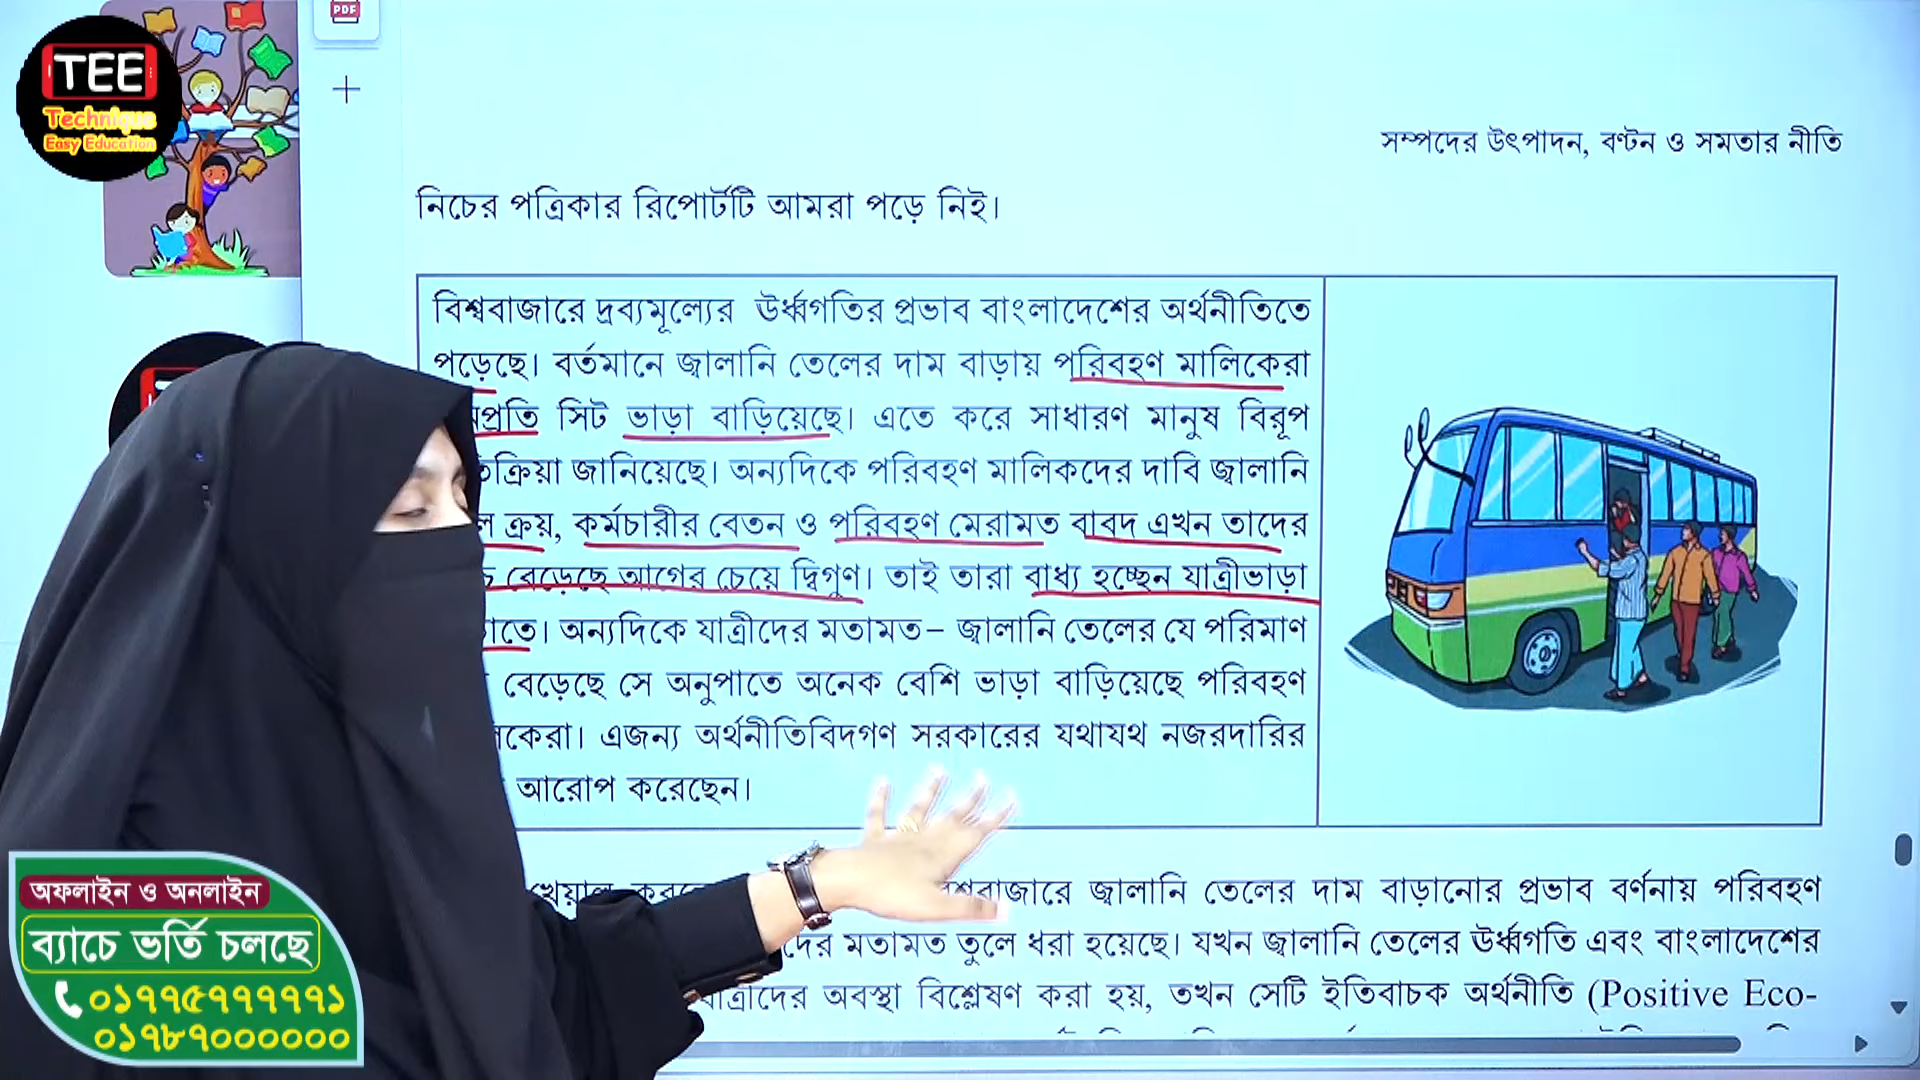 TEE
Technique
Easy Education
PDF
সম্পদের উৎপাদন, বণ্টন ও সমতার নীতি
নিচের পত্রিকার রিপোর্টটি আমরা পড়ে নিই।
বিশ্ববাজারে দ্রব্যমূল্যের ঊর্ধ্বগতির প্রভাব বাংলাদেশের অর্থনীতিতে
পড়েছে। বর্তমানে জ্বালানি তেলের দাম বাড়ায় পরিবহণ মালিকেরা
সিট ভাড়া বাড়িয়েছে। এতে করে সাধারণ মানুষ বিরূপ
জানিয়েছে। অন্যদিকে পরিবহণ মালিকদের দাবি জ্বালানি
ক্রয়, কর্মচারীর বেতন ও পরিবহণ মেরামত বাবদ এখন তাদের
বেড়েছে আগের চেয়ে দ্বিগুণ। তাই তারা বাধ্য হচ্ছেন যাত্রীভাড়া
অন্যদিকে যাত্রীদের মতামত– জ্বালানি তেলের যে পরিমাণ
বেড়েছে সে অনুপাতে অনেক বেশি ভাড়া বাড়িয়েছে পরিবহণ
এজন্য অর্থনীতিবিদগণ সরকারের যথাযথ নজরদারির
আরোপ করেছেন।
খেয়াল জ্বালানি তেলের দাম বাড়ানোর প্রভাব বর্ণনায় পরিবহণ
মতামত তুলে ধরা হয়েছে। যখন জ্বালানি তেলের ঊর্ধ্বগতি এবং বাংলাদেশের
যাত্রীদের অবস্থা বিশ্লেষণ করা হয়, তখন সেটি ইতিবাচক অর্থনীতি (Positive Eco-
অফলাইন ও অনলাইন
ব্যাচে ভর্তি চলছে
০১৭৭৫৭৭৭৭৭১
০১৭৮৭০০০০০০